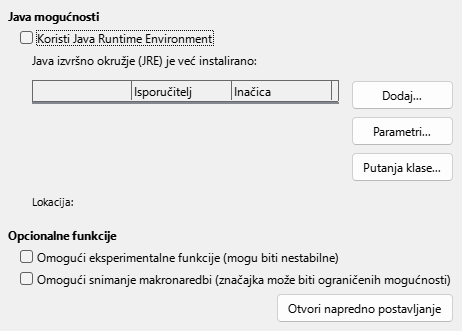 Java mogućnosti
Koristi Java Runtime Environment
Java izvršno okružje (JRE) je već instalirano:
Isporučitelj Inačica
Dodaj...
Parametri...
Putanja klase...
Lokacija:
Opcionalne funkcije
Omogući eksperimentalne funkcije (mogu biti nestabilne)
Omogući snimanje makronaredbi (značajka može biti ograničenih mogućnosti)
Otvori napredno postavljanje